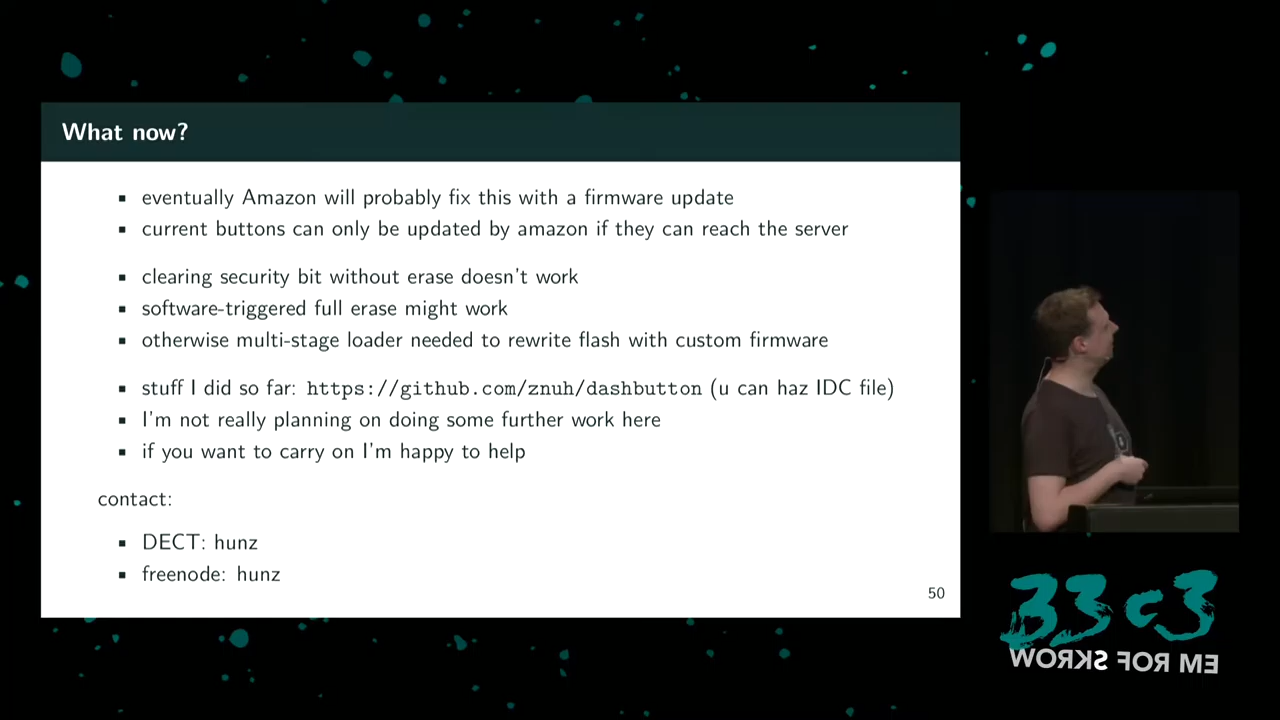 What now?
eventually Amazon will probably fix this with a firmware update
current buttons can only be updated by amazon if they can reach the server
clearing security bit without erase doesn't work
software-triggered full erase might work
otherwise multi-stage loader needed to rewrite flash with custom firmware
stuff I did so far: https://github.com/znuh/dashbutton (u can haz IDC file)
I'm not really planning on doing some further work here
if you want to carry on I'm happy to help
contact:
DECT: hunz
freenode: hunz
50
33c3
WORKS FOR ME